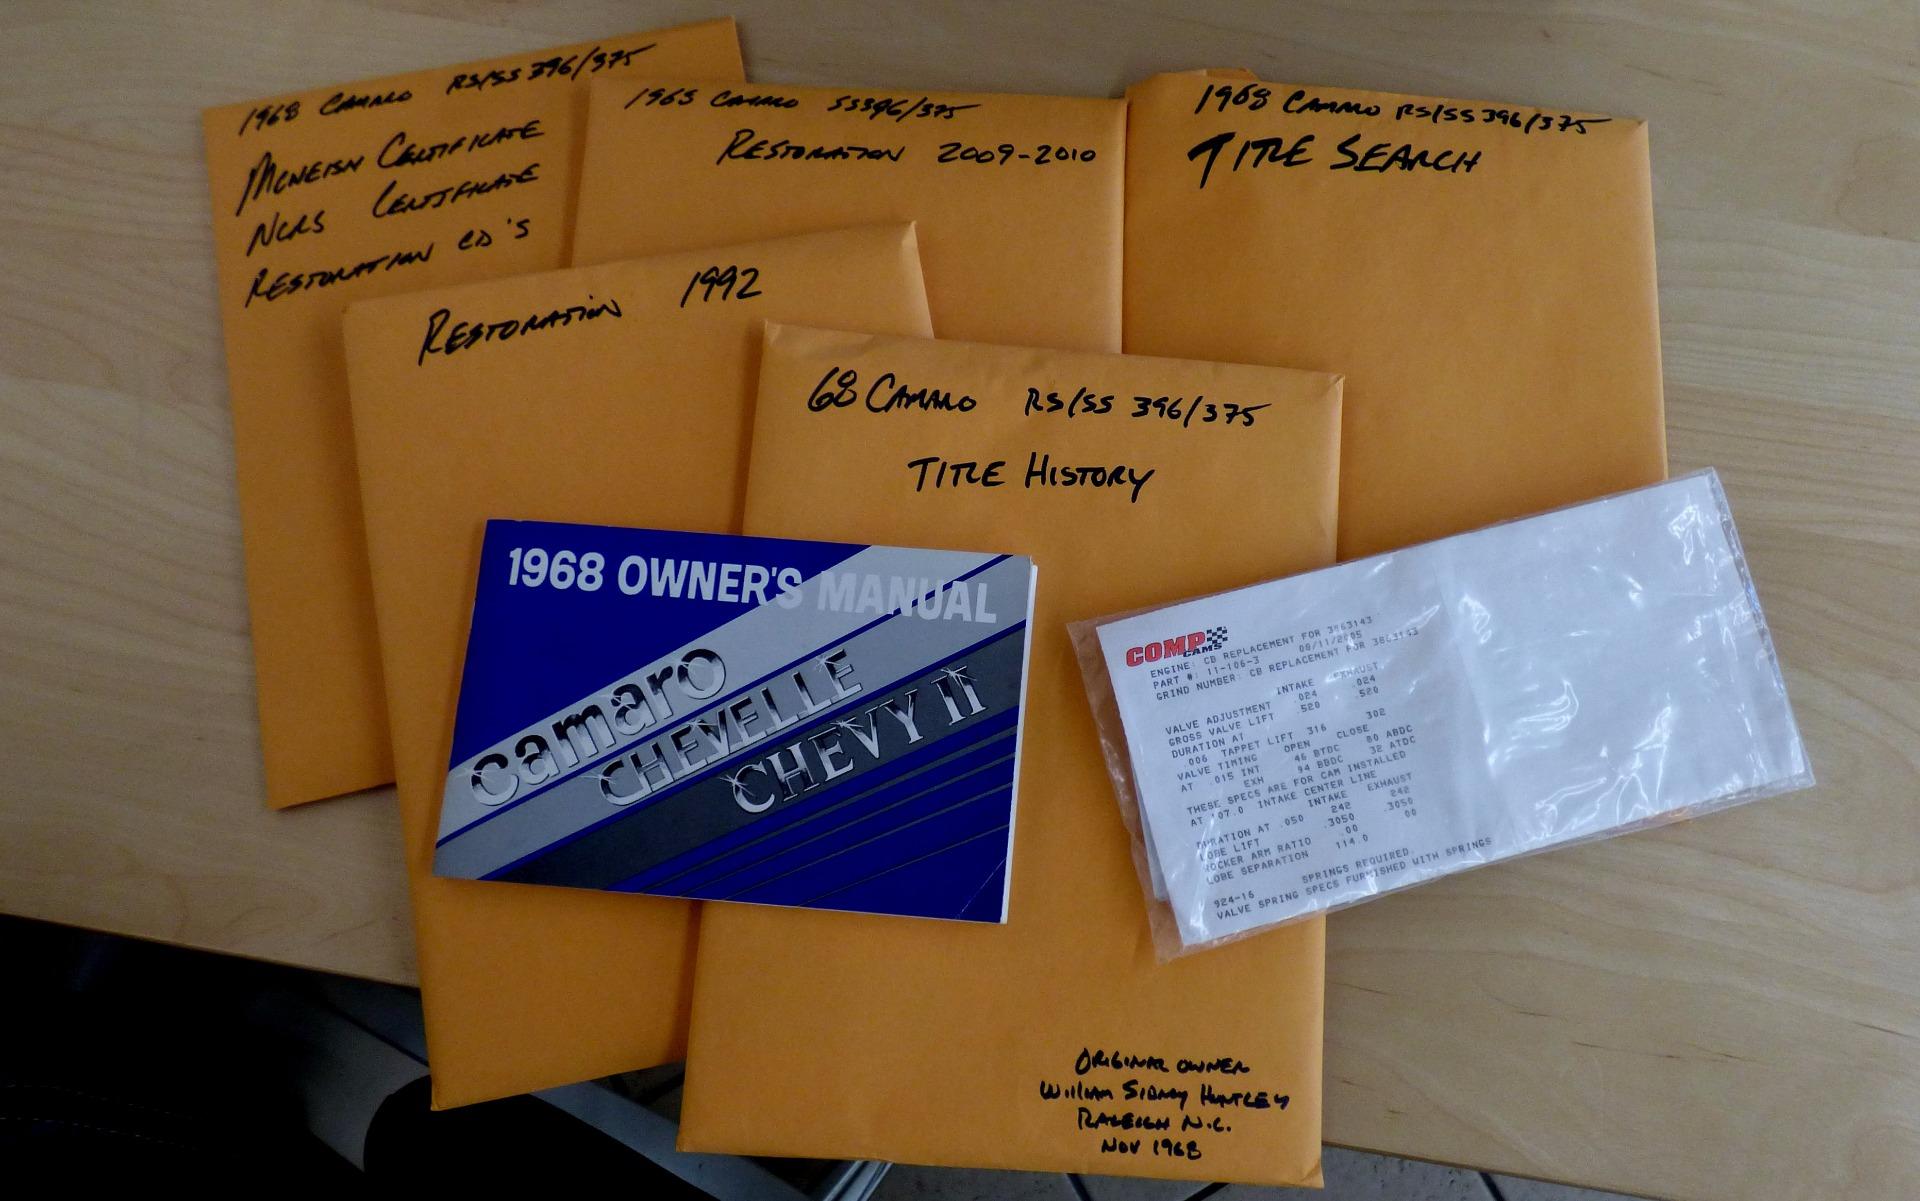 1968 CAMARO RS/SS 396/375
MCNEISH CERTIFICATE
NCRS CERTIFICATE
RESTORATION CD'S
1968 CAMARO SS396/375
RESTORATION 2009-2010
1968 CAMARO RS/SS 396/375
TITLE SEARCH
RESTORATION 1992
68 CAMARO RS/SS 396/375
TITLE HISTORY
1968 OWNER'S MANUAL
camaro
CHEVELLE
CHEVY II
COMP
CAMS
ENGINE: CB REPLACEMENT FOR 3863143
PART #: 11-106-3 08/11/2005
GRIND NUMBER: CB REPLACEMENT FOR 3863143
INTAKE EXHAUST
VALVE ADJUSTMENT .024 .024
GROSS VALVE LIFT .520 .520
DURATION AT
.006 TAPPET LIFT 316 302
VALVE TIMING OPEN CLOSE
AT .015 INT 46 BTDC 80 ABDC
EXH 94 BBDC 32 ATDC
THESE SPECS ARE FOR CAM INSTALLED
AT 107.0 INTAKE CENTER LINE
INTAKE EXHAUST
DURATION AT .050 242 242
LOBE LIFT .3050 .3050
ROCKER ARM RATIO .00 .00
LOBE SEPARATION 114.0
SPRINGS REQUIRED.
924-16
VALVE SPRING SPECS FURNISHED WITH SPRINGS
ORIGINAL OWNER
WILLIAM SIDNEY HUNTLEY
RALEIGH N.C.
NOV 1968